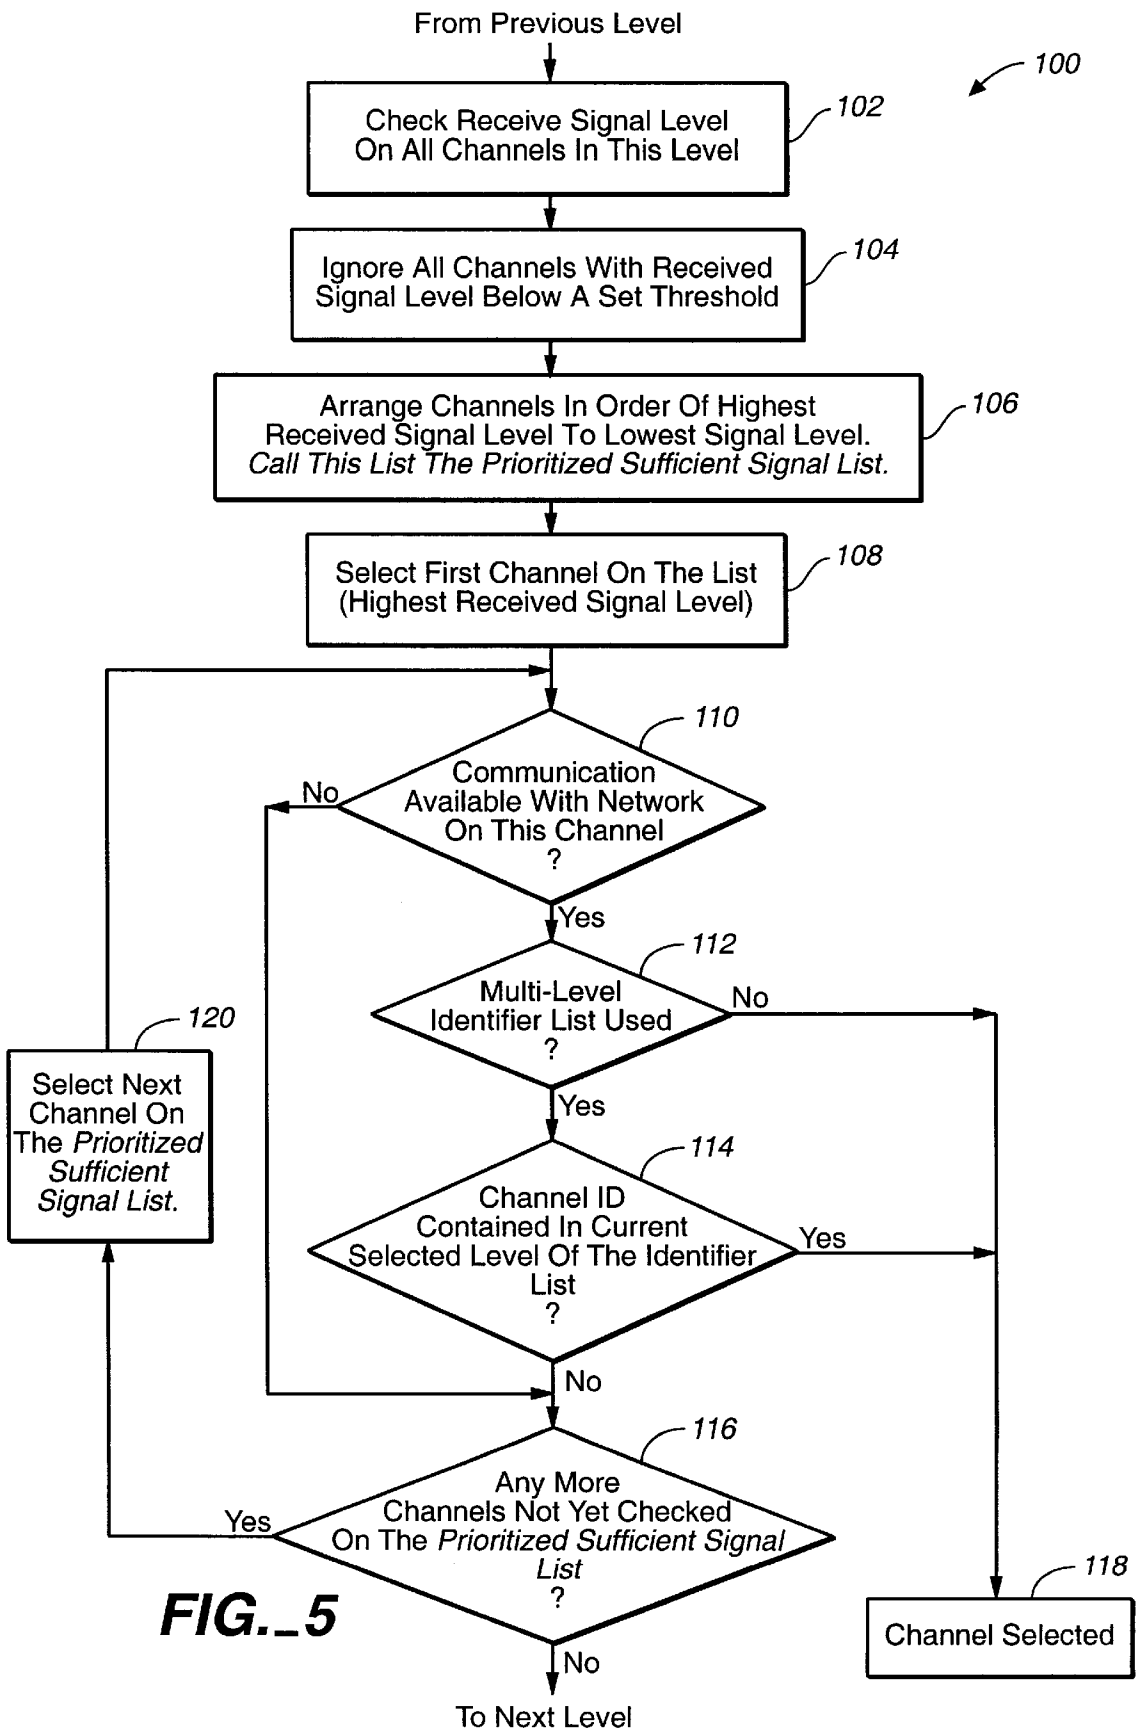 From Previous Level
100
Check Receive Signal Level
On All Channels In This Level
102
Ignore All Channels With Received
Signal Level Below A Set Threshold
104
Arrange Channels In Order Of Highest
Received Signal Level To Lowest Signal Level.
Call This List The Prioritized Sufficient Signal List.
106
Select First Channel On The List
(Highest Received Signal Level)
108
110
Communication
Available With Network
On This Channel
?
No
Yes
112
Multi-Level
Identifier List Used
?
No
Yes
120
Select Next
Channel On
The Prioritized
Sufficient
Signal List.
114
Channel ID
Contained In Current
Selected Level Of The Identifier
List
?
Yes
No
116
Any More
Channels Not Yet Checked
On The Prioritized Sufficient Signal
List
?
Yes
No
118
Channel Selected
FIG._5
To Next Level